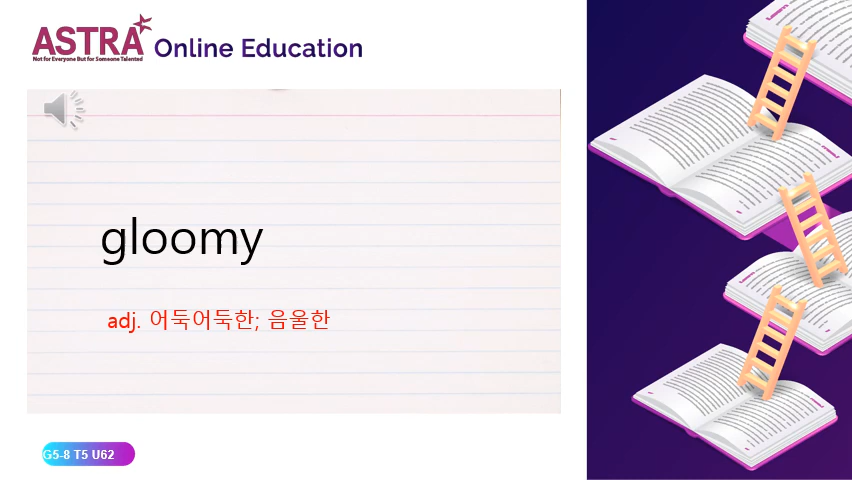 ASTRA Online Education
Not for Everyone But for Someone Talented
gloomy
adj. 어둑어둑한; 음울한
G5-8 T5 U62